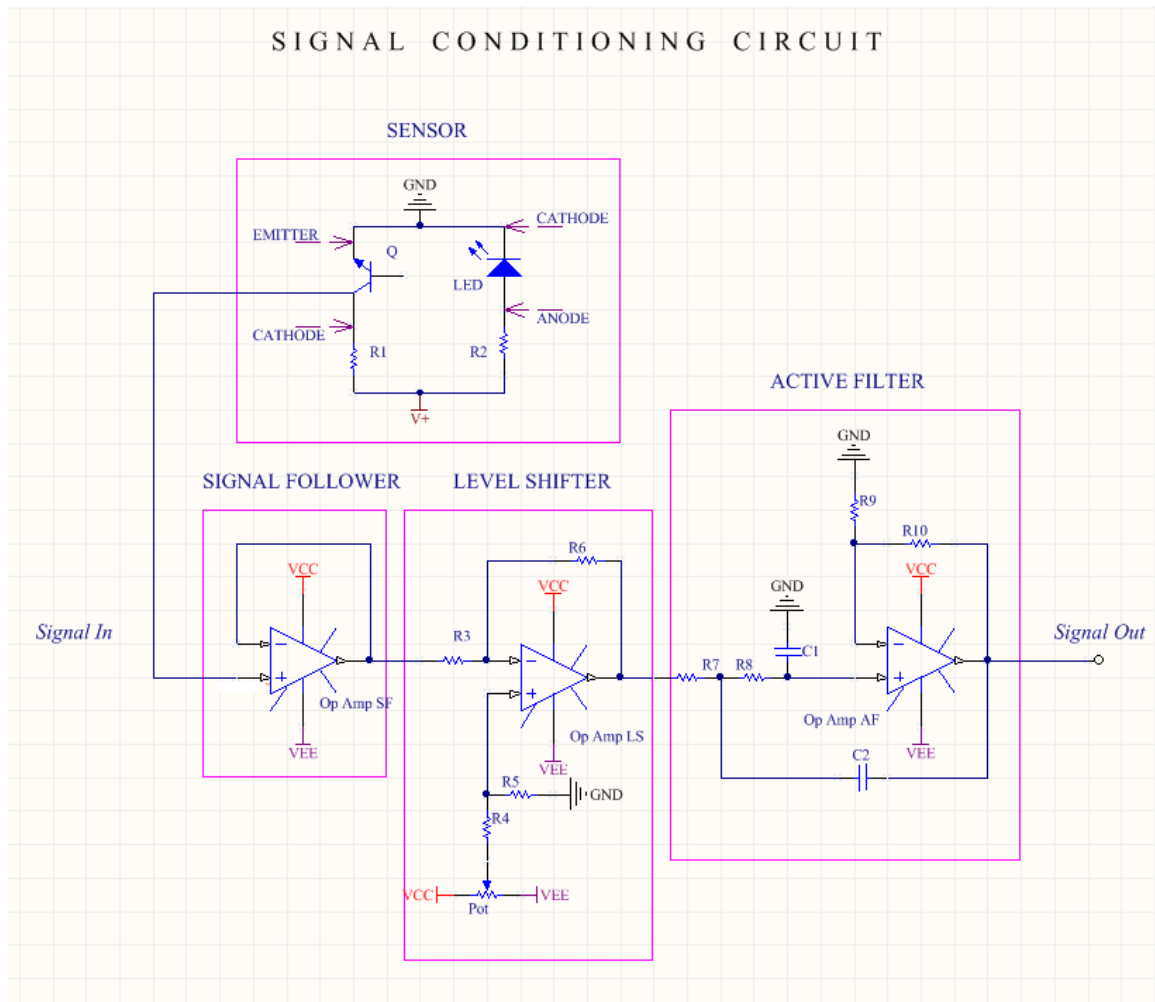 SIGNAL CONDITIONING CIRCUIT
SENSOR
GND
EMITTER
CATHODE
Q
LED
CATHODE
ANODE
R1
R2
V+
ACTIVE FILTER
GND
SIGNAL FOLLOWER
LEVEL SHIFTER
R9
R10
R6
VCC
VCC
VCC
GND
Signal In
R3
C1
Signal Out
R7
R8
Op Amp SF
Op Amp LS
Op Amp AF
VEE
VEE
VEE
C2
R5
GND
R4
VCC
VEE
Pot